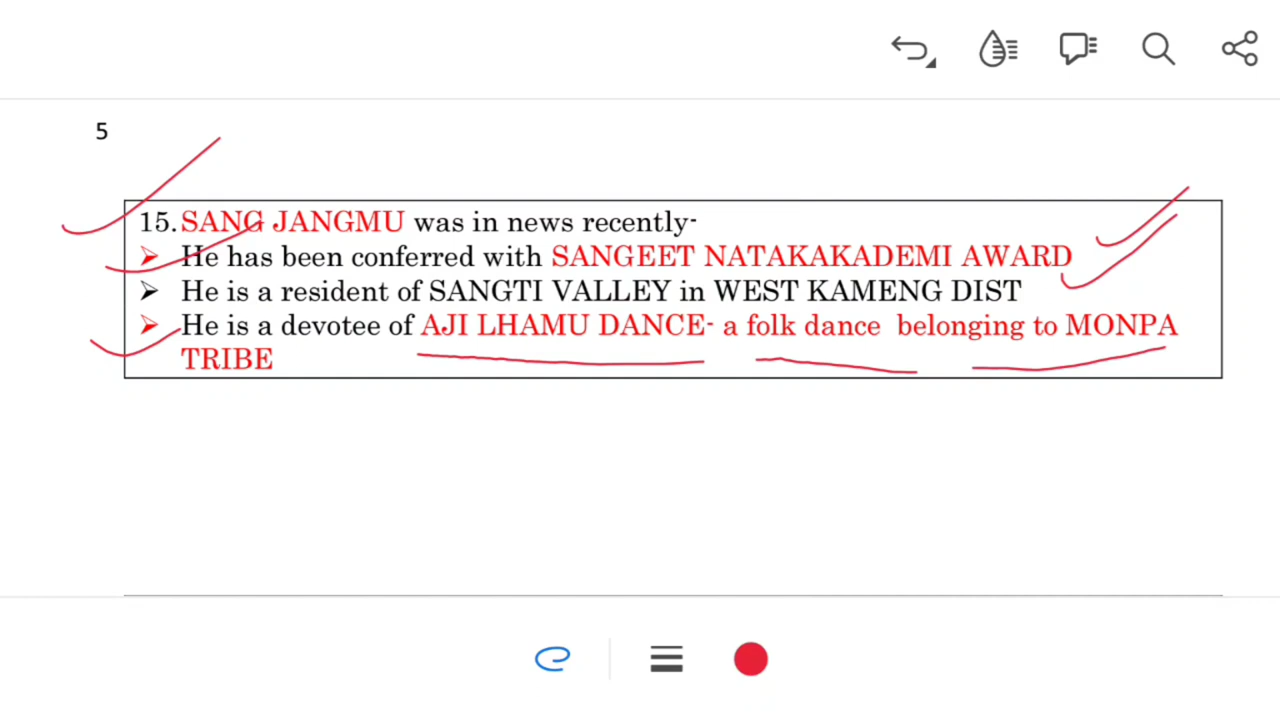 5
15. SANG JANGMU was in news recently-
➤ He has been conferred with SANGEET NATAKAKADEMI AWARD
➤ He is a resident of SANGTI VALLEY in WEST KAMENG DIST
➤ He is a devotee of AJI LHAMU DANCE- a folk dance belonging to MONPA
TRIBE